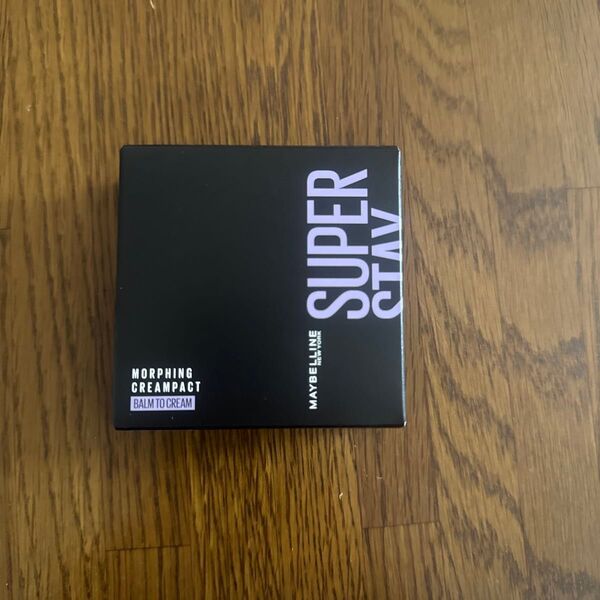 SUPER
STAY
MAYBELLINE
NEW YORK
MORPHING
CREAMPACT
BALM TO CREAM